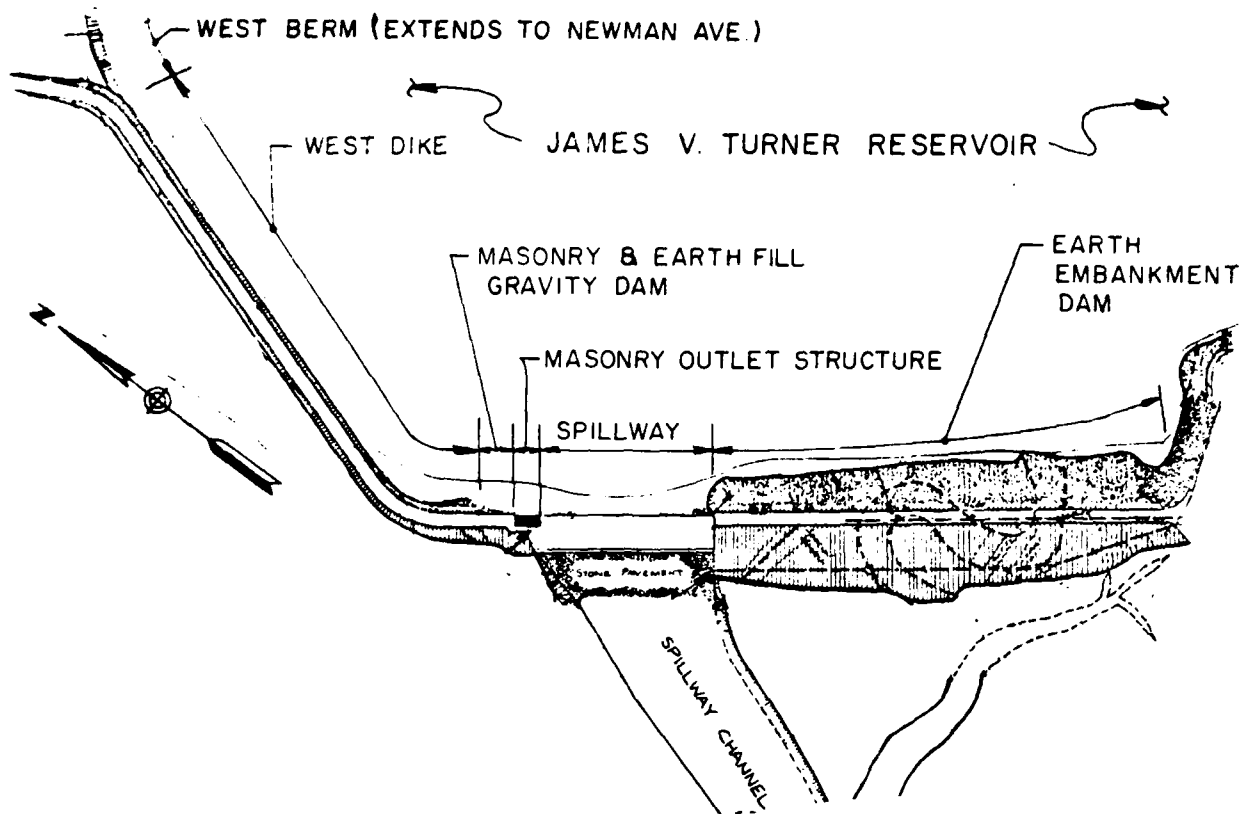 WEST BERM (EXTENDS TO NEWMAN AVE.)
WEST DIKE
JAMES V. TURNER RESERVOIR
MASONRY & EARTH FILL
GRAVITY DAM
EARTH
EMBANKMENT
DAM
N
MASONRY OUTLET STRUCTURE
SPILLWAY
STONE PAVEMENT
SPILLWAY CHANNEL